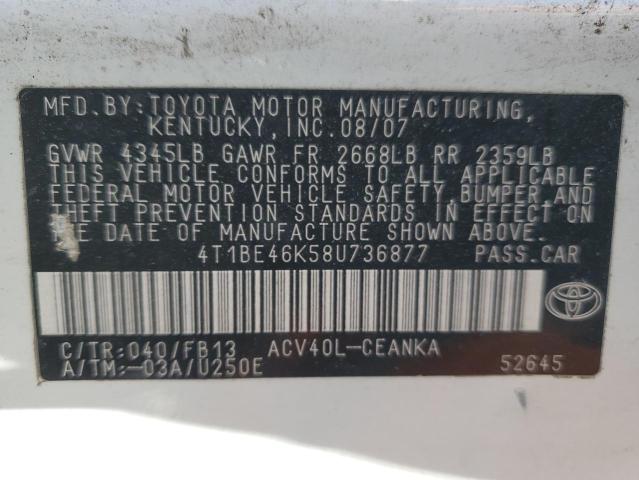 MFD.BY:TOYOTA MOTOR MANUFACTURING,
KENTUCKY,INC.08/07
GVWR 4345LB GAWR FR 2668LB RR 2359LB
THIS VEHICLE CONFORMS TO ALL APPLICABLE
FEDERAL MOTOR VEHICLE SAFETY,BUMPER,AND
THEFT PREVENTION STANDARDS IN EFFECT ON
THE DATE OF MANUFACTURE SHOWN ABOVE.
4T1BE46K58U736877 PASS.CAR
C/TR:040/FB13 ACV40L-CEANKA
A/TM:-03A/U250E 52645